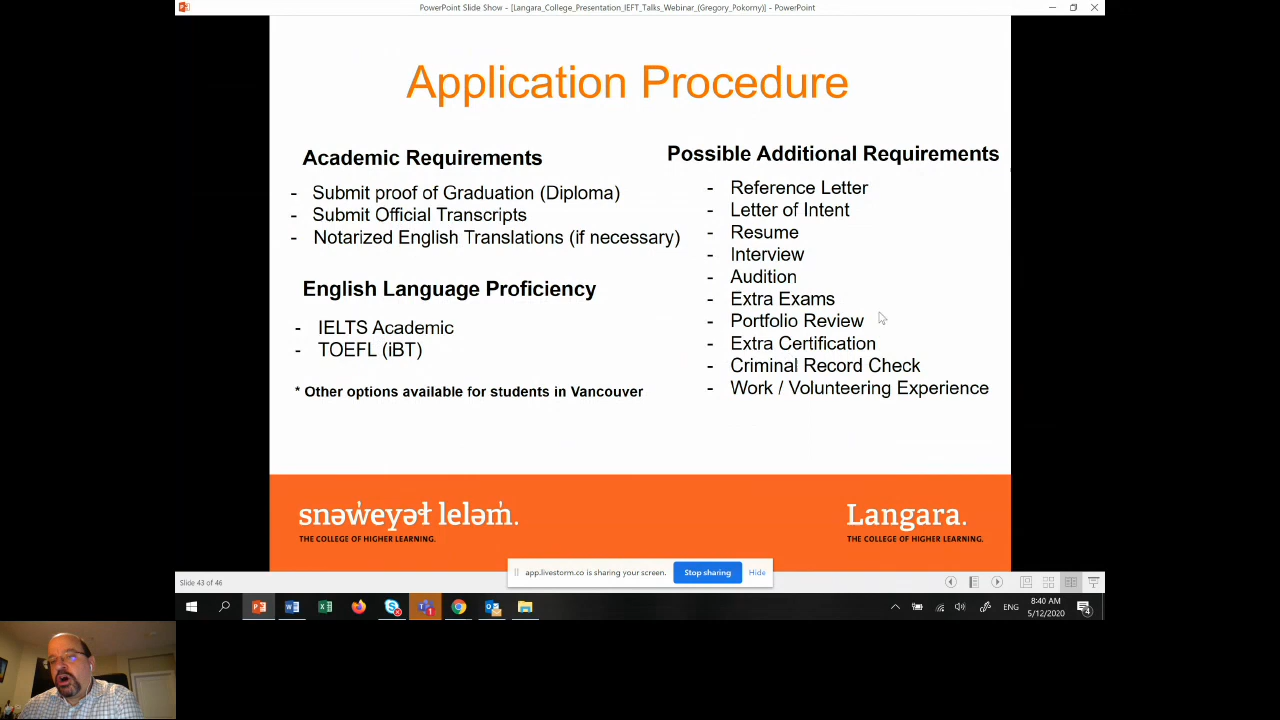 PowerPoint Slide Show - [Langara_College_Presentation_IEFT_Talks_Webinar_(Gregory_Pokorny)] - PowerPoint
Application Procedure
Academic Requirements
- Submit proof of Graduation (Diploma)
- Submit Official Transcripts
- Notarized English Translations (if necessary)
English Language Proficiency
- IELTS Academic
- TOEFL (iBT)
* Other options available for students in Vancouver
Possible Additional Requirements
- Reference Letter
- Letter of Intent
- Resume
- Interview
- Audition
- Extra Exams
- Portfolio Review
- Extra Certification
- Criminal Record Check
- Work / Volunteering Experience
snəw̓eyəɬ leləm̓.
THE COLLEGE OF HIGHER LEARNING.
Langara.
THE COLLEGE OF HIGHER LEARNING.
app.livestorm.co is sharing your screen.
Stop sharing
Hide
Slide 43 of 46
ENG
8:40 AM
5/12/2020